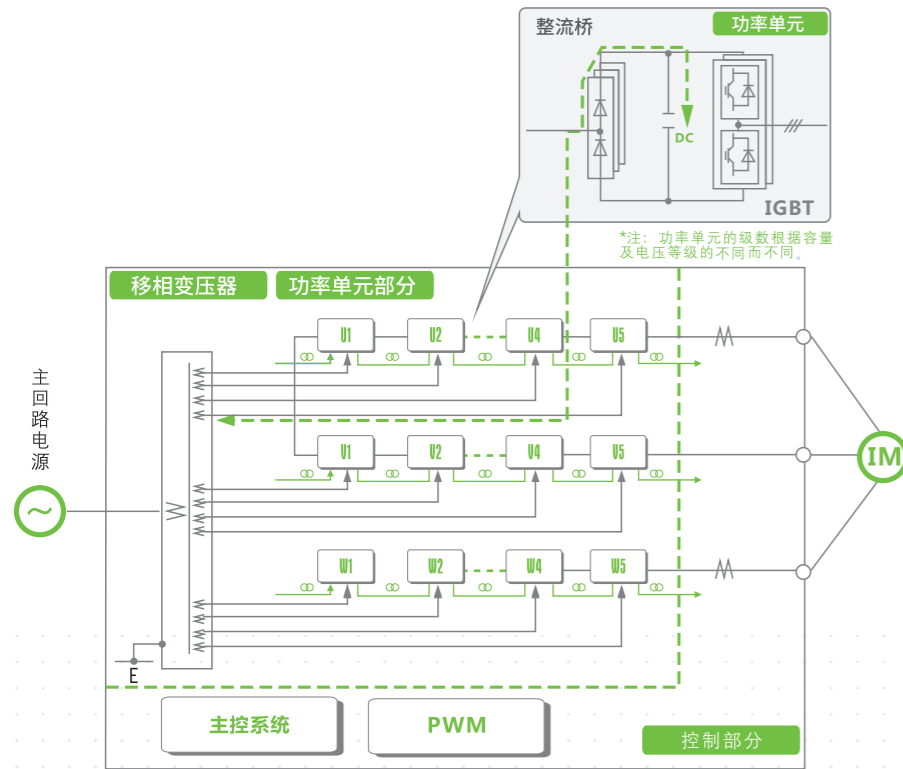 整流桥
功率单元
DC
IGBT
*注：功率单元的级数根据容量
及电压等级的不同而不同。
移相变压器
功率单元部分
U1
U2
U4
U5
主回路电源
V1
V2
V4
V5
IM
W1
W2
W4
W5
E
主控系统
PWM
控制部分